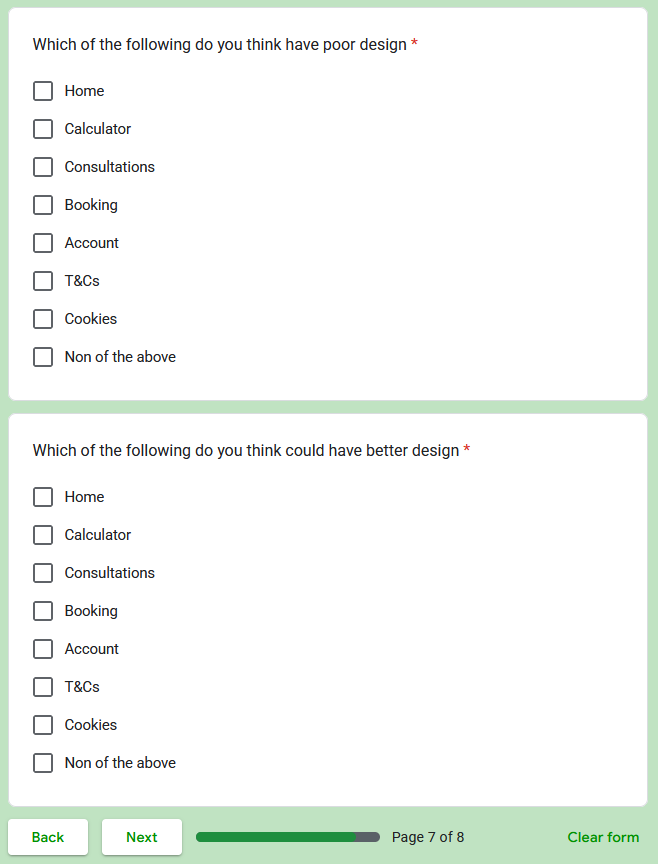 Which of the following do you think have poor design *
Home
Calculator
Consultations
Booking
Account
T&Cs
Cookies
Non of the above
Which of the following do you think could have better design *
Home
Calculator
Consultations
Booking
Account
T&Cs
Cookies
Non of the above
Back Next Page 7 of 8 Clear form